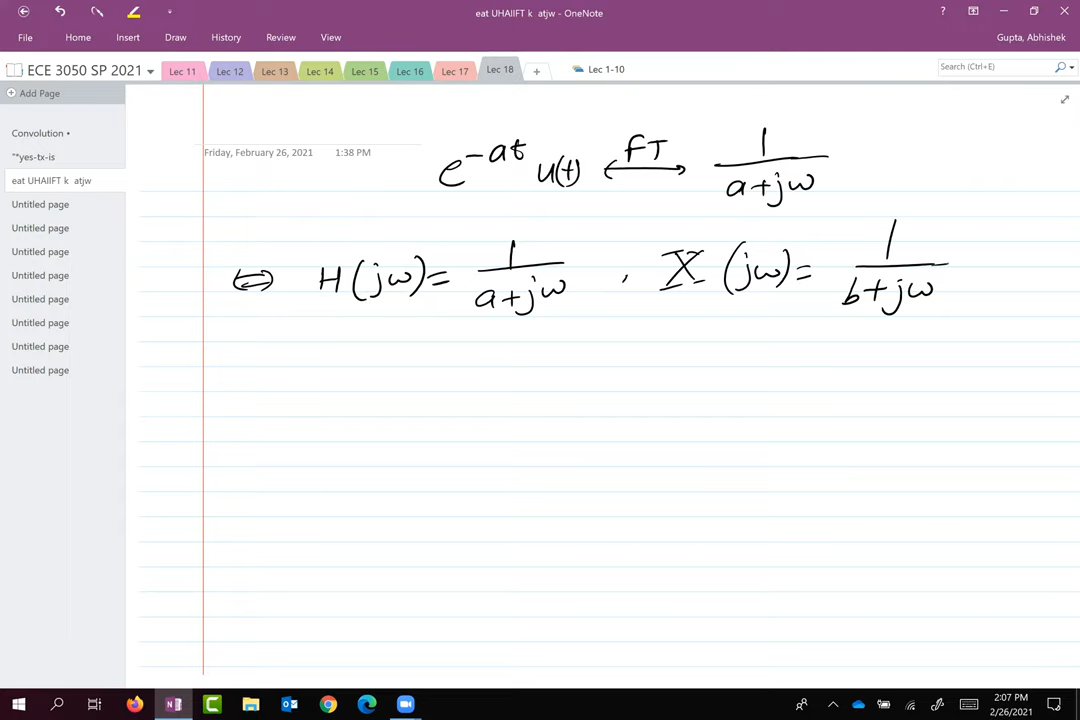 eat UHAIIFT k atjw - OneNote
?
File Home Insert Draw History Review View
Gupta, Abhishek
ECE 3050 SP 2021 Lec 11 Lec 12 Lec 13 Lec 14 Lec 15 Lec 16 Lec 17 Lec 18 + Lec 1-10
Search (Ctrl+E)
Add Page
Convolution •
"*yes-tx-is
eat UHAIIFT k atjw
Untitled page
Untitled page
Untitled page
Untitled page
Untitled page
Untitled page
Untitled page
Untitled page
Friday, February 26, 2021 1:38 PM
e^{-at} u(t) <-FT-> 1/(a+jω)
⇔ H(jω)= 1/(a+jω) , X(jω)= 1/(b+jω)
2:07 PM
2/26/2021